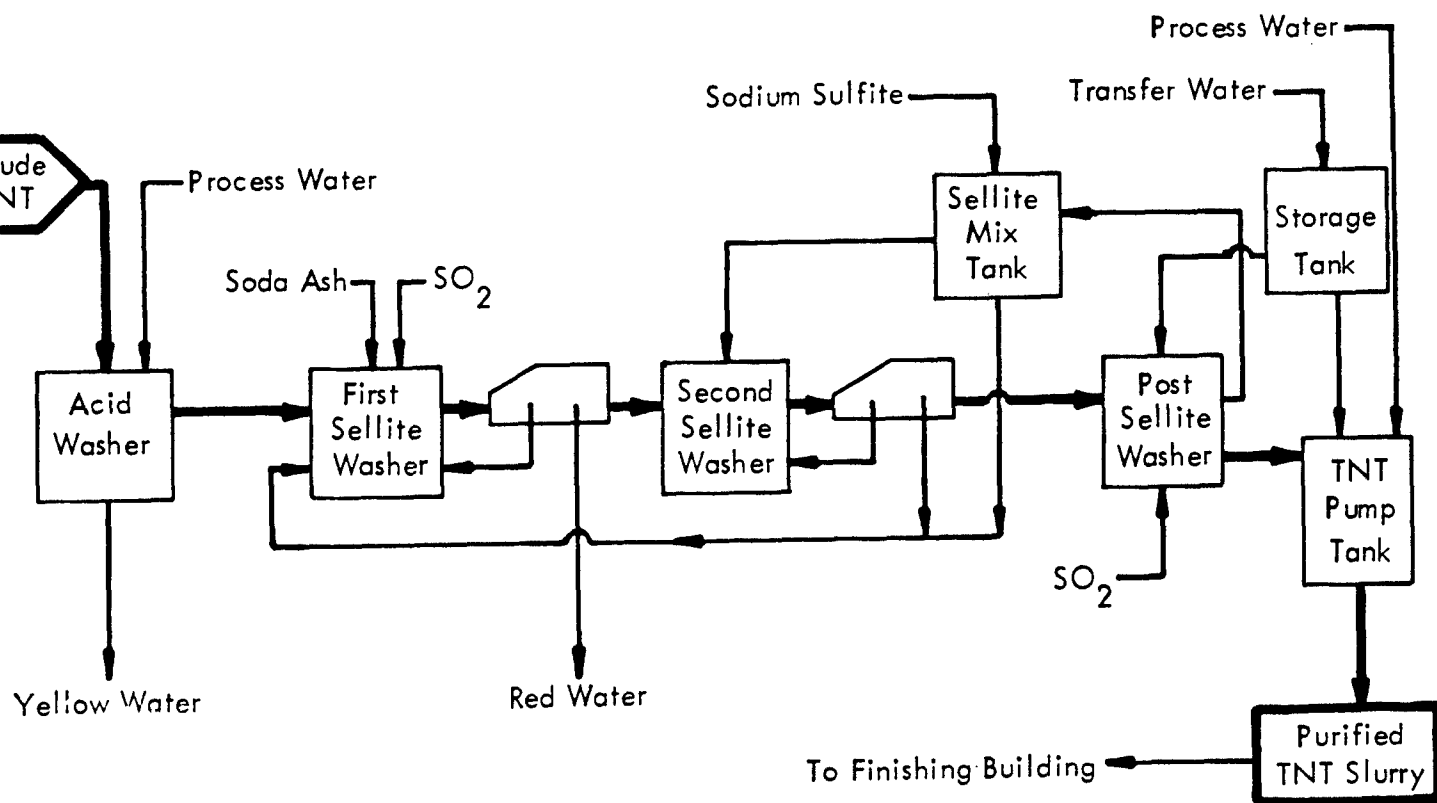 Process Water
Sodium Sulfite
Transfer Water
ude
NT
Process Water
Sellite
Mix
Tank
Storage
Tank
Soda Ash
SO₂
Acid
Washer
First
Sellite
Washer
Second
Sellite
Washer
Post
Sellite
Washer
TNT
Pump
Tank
SO₂
Yellow Water
Red Water
Purified
TNT Slurry
To Finishing Building